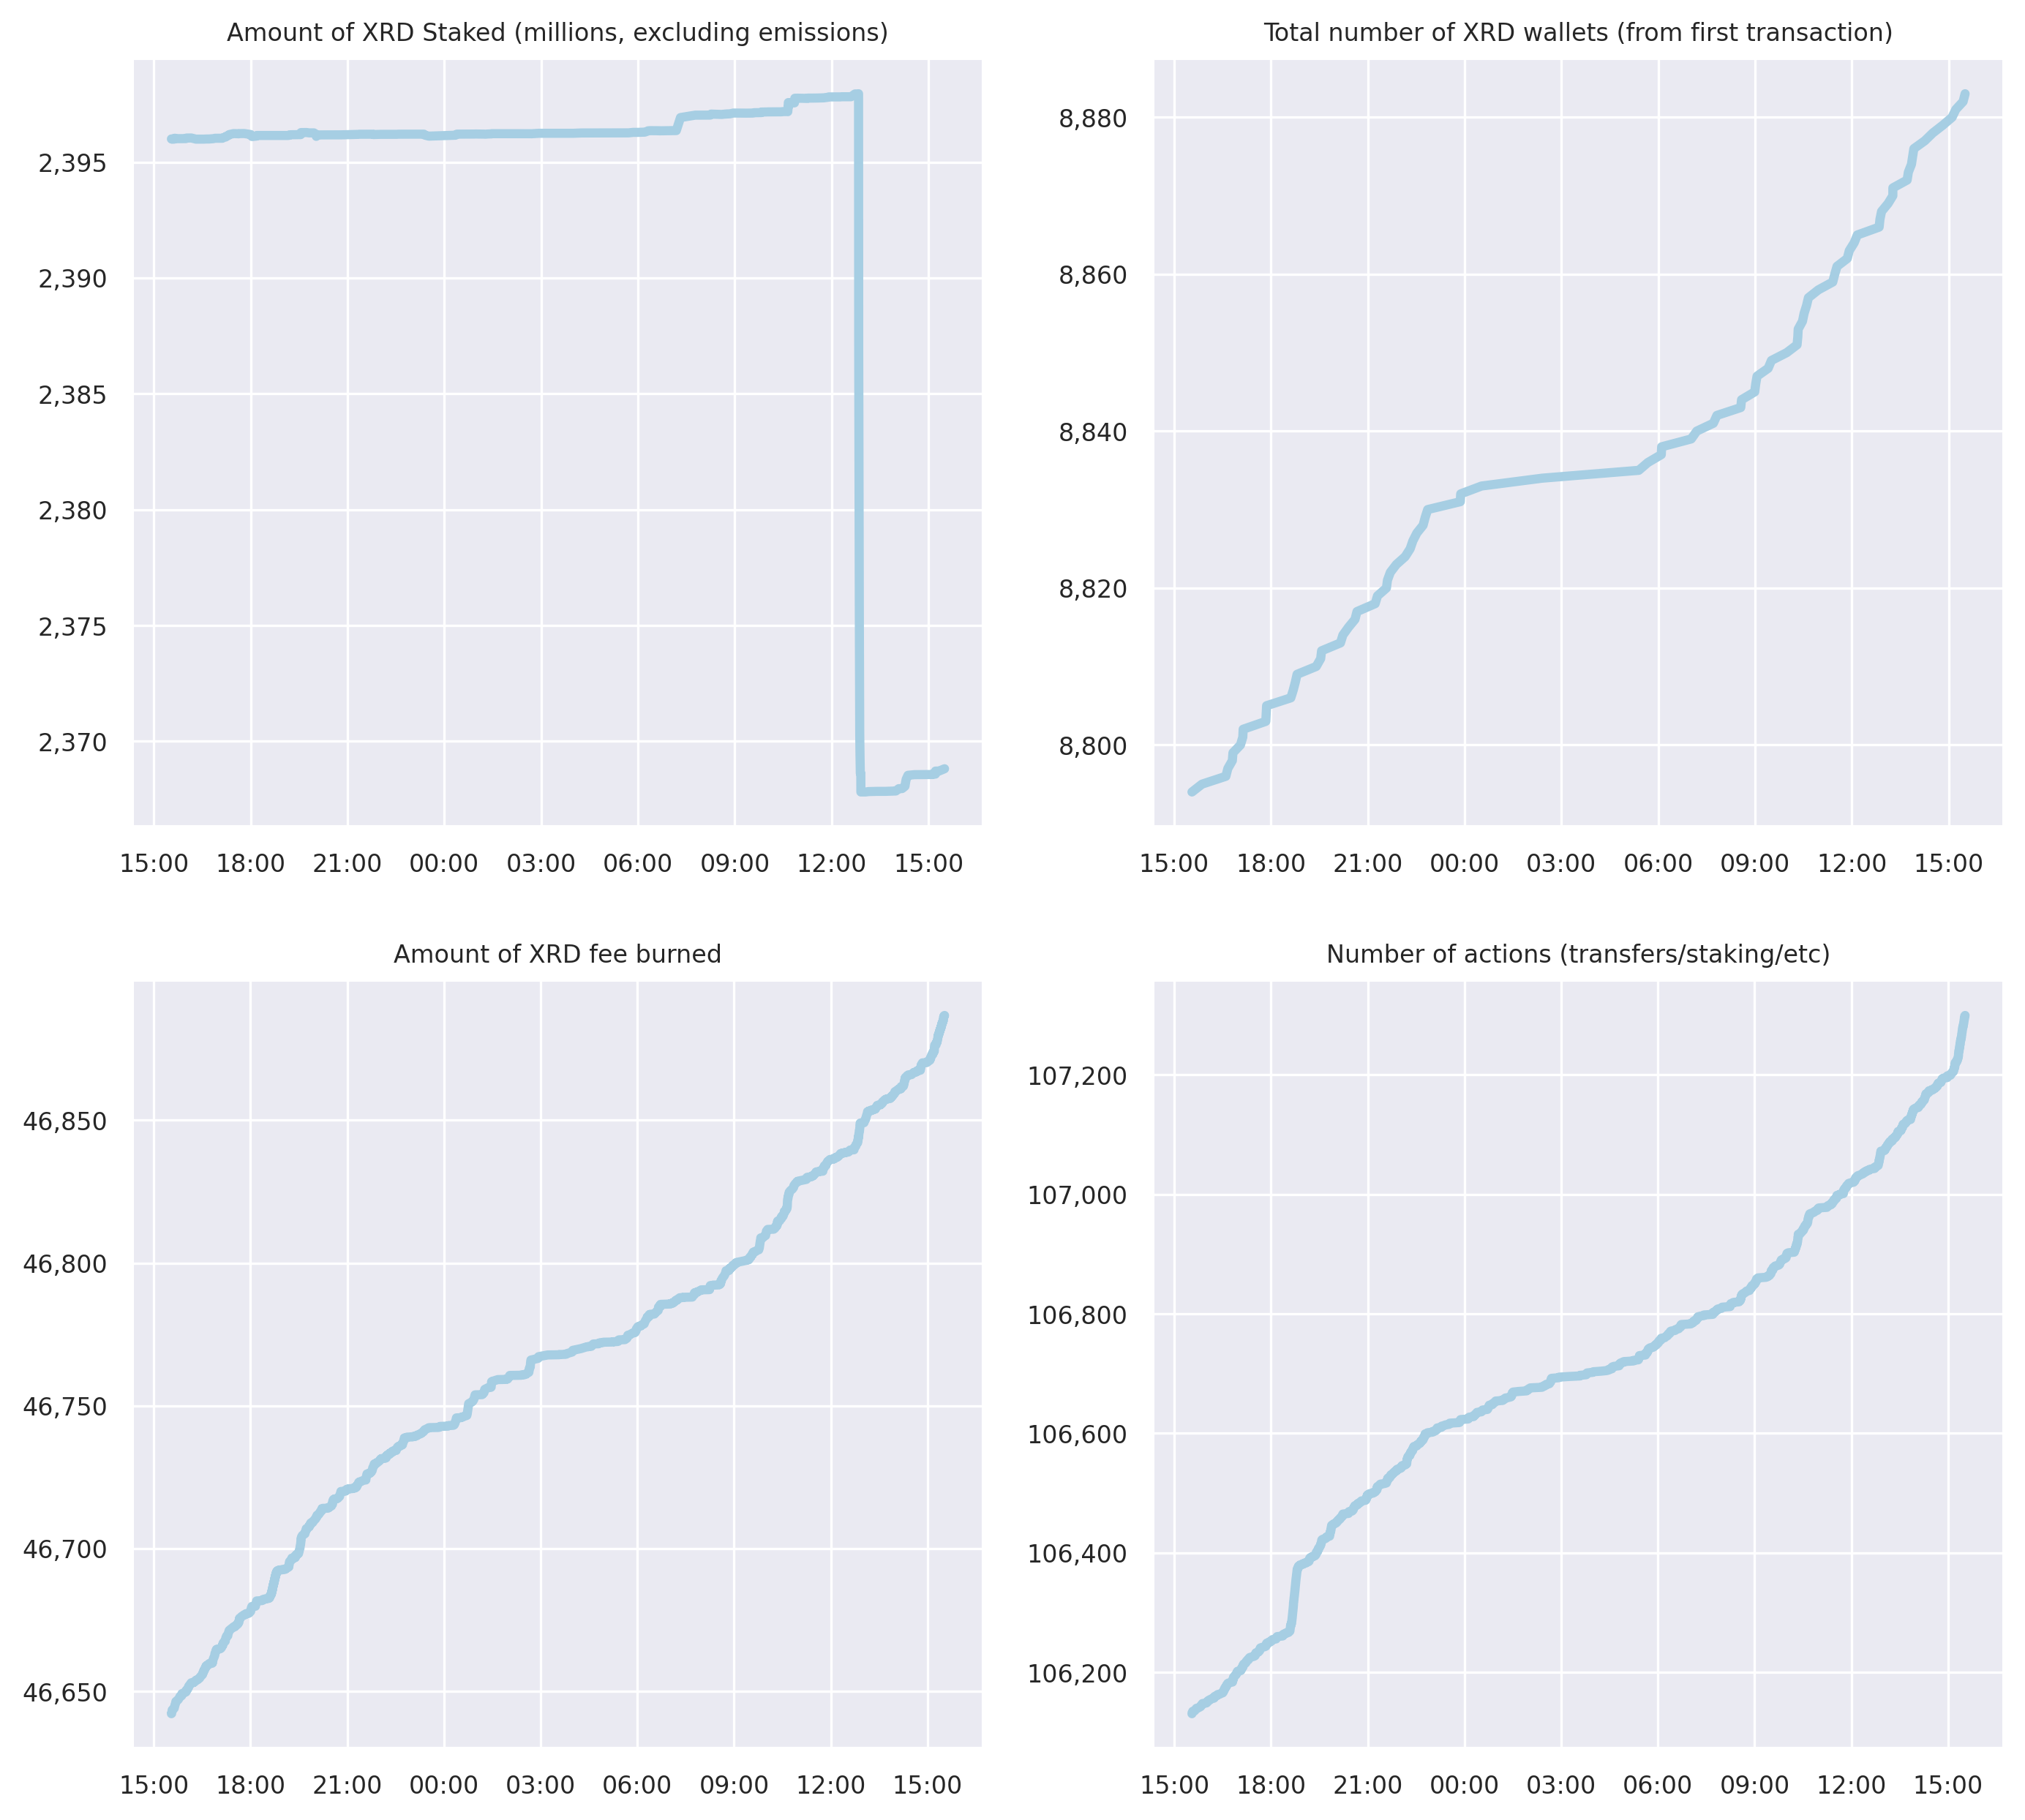 Amount of XRD Staked (millions, excluding emissions)
2,395
2,390
2,385
2,380
2,375
2,370
15:00 18:00 21:00 00:00 03:00 06:00 09:00 12:00 15:00
Total number of XRD wallets (from first transaction)
8,880
8,860
8,840
8,820
8,800
15:00 18:00 21:00 00:00 03:00 06:00 09:00 12:00 15:00
Amount of XRD fee burned
46,850
46,800
46,750
46,700
46,650
15:00 18:00 21:00 00:00 03:00 06:00 09:00 12:00 15:00
Number of actions (transfers/staking/etc)
107,200
107,000
106,800
106,600
106,400
106,200
15:00 18:00 21:00 00:00 03:00 06:00 09:00 12:00 15:00